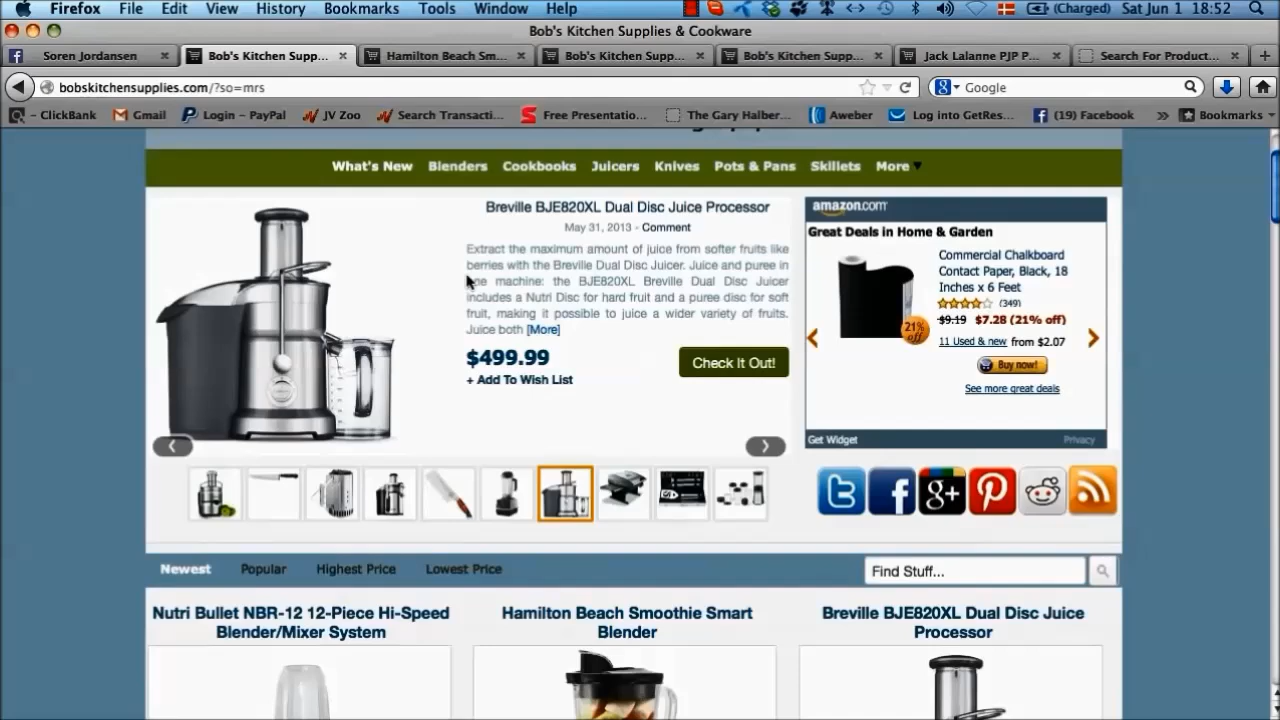 Firefox File Edit View History Bookmarks Tools Window Help (Charged) Sat Jun 1 18:52
Bob's Kitchen Supplies & Cookware
Soren Jordansen Bob's Kitchen Supp... Hamilton Beach Sm... Bob's Kitchen Supp... Bob's Kitchen Supp... Jack Lalanne PJP P... Search For Product...
bobskitchensupplies.com/?so=mrs Google
- ClickBank Gmail Login - PayPal JV Zoo Search Transacti... Free Presentatio... The Gary Halber... Aweber Log into GetRes... (19) Facebook Bookmarks
What's New Blenders Cookbooks Juicers Knives Pots & Pans Skillets More
Breville BJE820XL Dual Disc Juice Processor
May 31, 2013 - Comment
Extract the maximum amount of juice from softer fruits like
berries with the Breville Dual Disc Juicer. Juice and puree in
machine: the BJE820XL Breville Dual Disc Juicer
includes a Nutri Disc for hard fruit and a puree disc for soft
fruit, making it possible to juice a wider variety of fruits.
Juice both [More]
$499.99
+ Add To Wish List
Check It Out!
amazon.com
Great Deals in Home & Garden
Commercial Chalkboard
Contact Paper, Black, 18
Inches x 6 Feet
(349)
$9.19 $7.28 (21% off)
11 Used & new from $2.07
21%
off
Buy now!
See more great deals
Get Widget Privacy
Newest Popular Highest Price Lowest Price Find Stuff...
Nutri Bullet NBR-12 12-Piece Hi-Speed
Blender/Mixer System
Hamilton Beach Smoothie Smart
Blender
Breville BJE820XL Dual Disc Juice
Processor